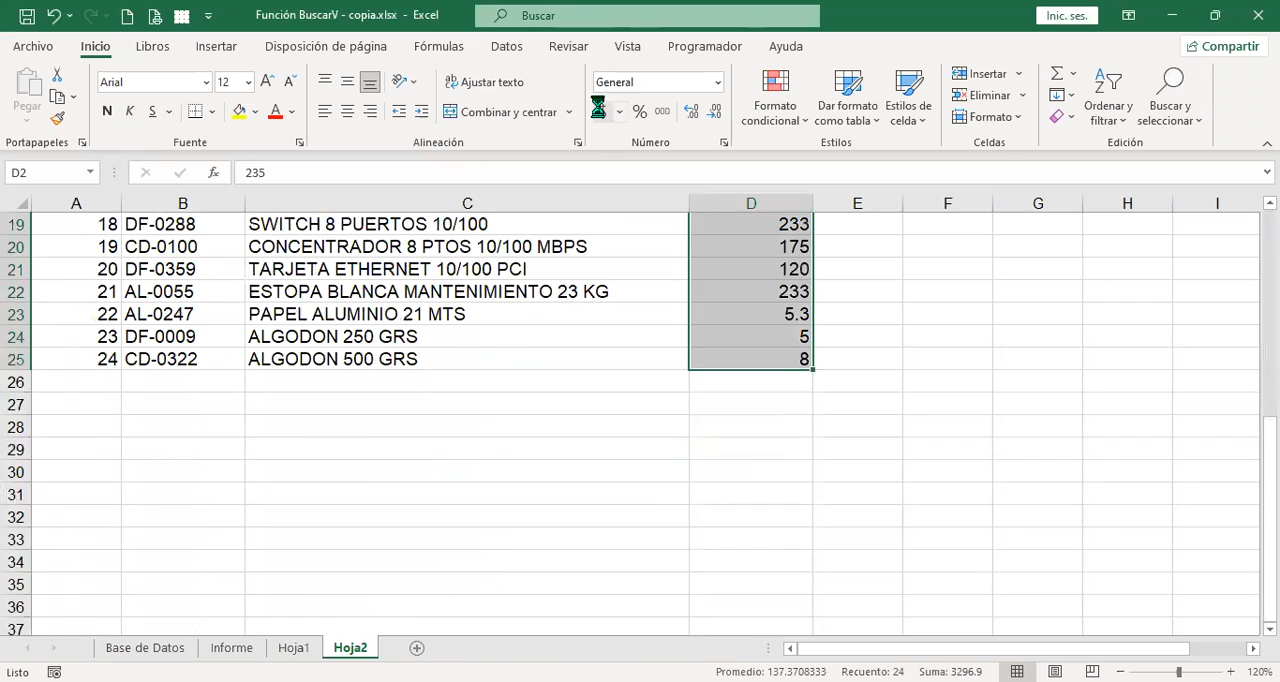 Función BuscarV - copia.xlsx - Excel
Buscar
Inic. ses.
Archivo Inicio Libros Insertar Disposición de página Fórmulas Datos Revisar Vista Programador Ayuda Compartir
Pegar
Arial 12
N K S
Ajustar texto
Combinar y centrar
General
% 000
Formato condicional
Dar formato como tabla
Estilos de celda
Insertar
Eliminar
Formato
Ordenar y filtrar
Buscar y seleccionar
Portapapeles Fuente Alineación Número Estilos Celdas Edición
D2 fx 235
A B C D E F G H I
19 18 DF-0288 SWITCH 8 PUERTOS 10/100 233
20 19 CD-0100 CONCENTRADOR 8 PTOS 10/100 MBPS 175
21 20 DF-0359 TARJETA ETHERNET 10/100 PCI 120
22 21 AL-0055 ESTOPA BLANCA MANTENIMIENTO 23 KG 233
23 22 AL-0247 PAPEL ALUMINIO 21 MTS 5.3
24 23 DF-0009 ALGODON 250 GRS 5
25 24 CD-0322 ALGODON 500 GRS 8
26
27
28
29
30
31
32
33
34
35
36
37
Base de Datos Informe Hoja1 Hoja2
Listo Promedio: 137.3708333 Recuento: 24 Suma: 3296.9 120%